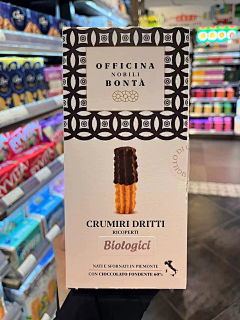 OFFICINA
NOBILI
BONTÀ
CRUMIRI DRITTI
RICOPERTI
Biologici
NATI E SFORNATI IN PIEMONTE
CON CIOCCOLATO FONDENTE 60%